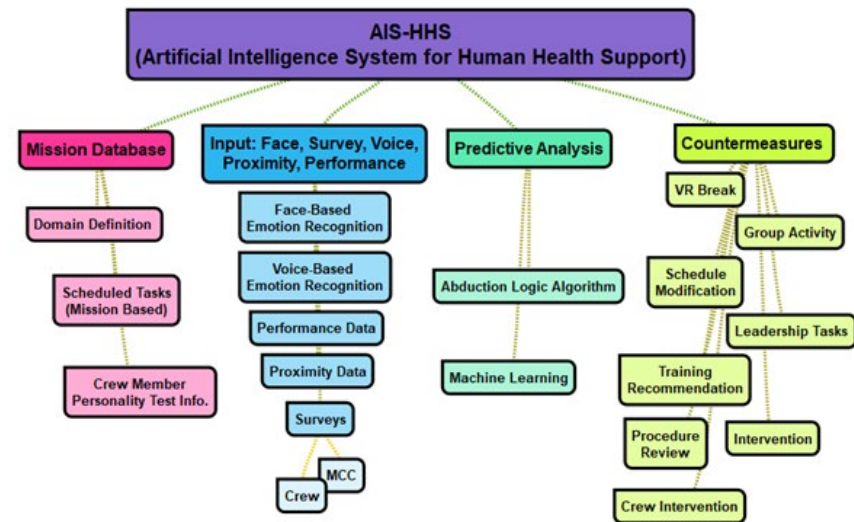 AIS-HHS
(Artificial Intelligence System for Human Health Support)
Mission Database
Domain Definition
Scheduled Tasks
(Mission Based)
Crew Member
Personality Test Info.
Input: Face, Survey, Voice,
Proximity, Performance
Face-Based
Emotion Recognition
Voice-Based
Emotion Recognition
Performance Data
Proximity Data
Surveys
MCC
Crew
Predictive Analysis
Abduction Logic Algorithm
Machine Learning
Countermeasures
VR Break
Group Activity
Schedule
Modification
Leadership Tasks
Training
Recommendation
Procedure
Review
Intervention
Crew Intervention